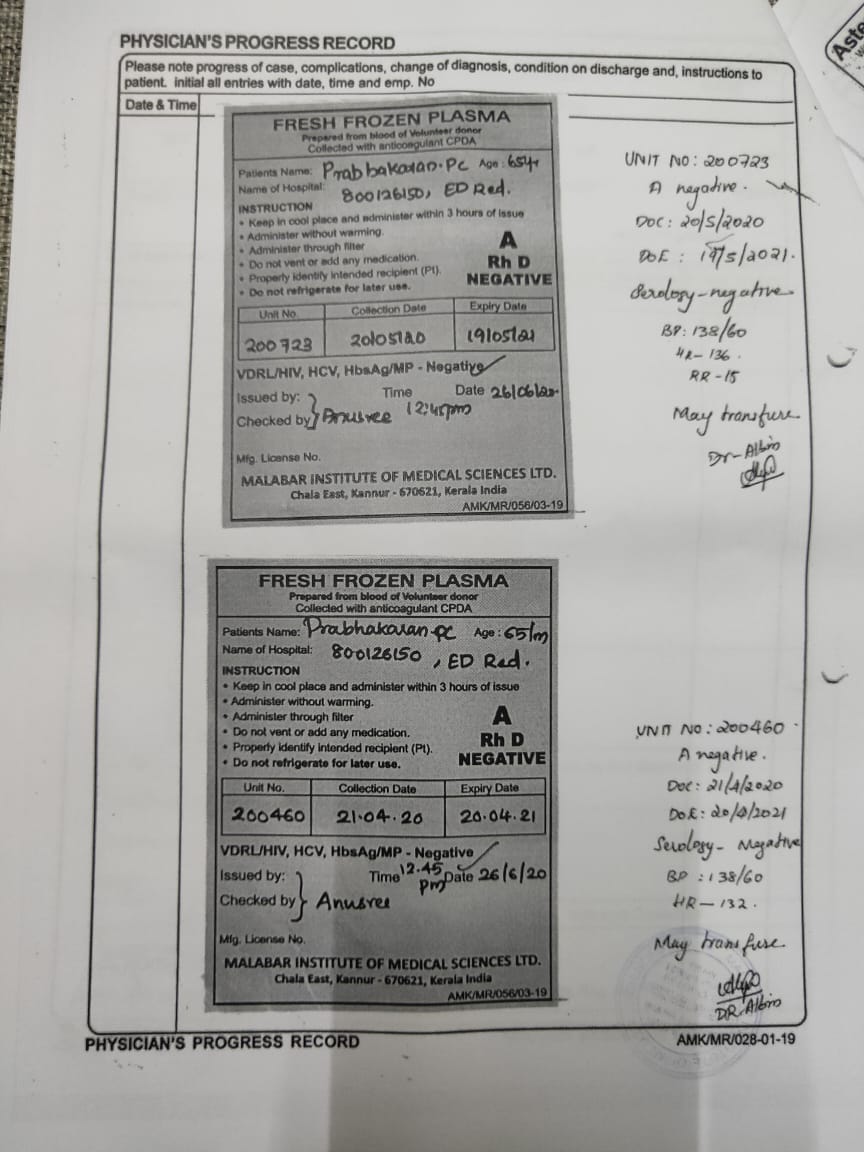 Aste
PHYSICIAN'S PROGRESS RECORD
Please note progress of case, complications, change of diagnosis, condition on discharge and, instructions to
patient. initial all entries with date, time and emp. No
Date & Time
FRESH FROZEN PLASMA
Prepared from blood of Volunteer donor
Collected with anticoagulant CPDA
Patients Name: Prabhakaran.PC Age: 65y
Name of Hospital: 800126150, ED Red.
INSTRUCTION
• Keep in cool place and administer within 3 hours of issue
• Administer without warming.
• Administer through filter
• Do not vent or add any medication.
• Properly identify intended recipient (Pt).
• Do not refrigerate for later use.
A
Rh D
NEGATIVE
Unit No. Collection Date Expiry Date
200723 20/05/20 19/05/21
VDRL/HIV, HCV, HbsAg/MP - Negative
Issued by: Time Date 26/06/20
Checked by Anusree 12:45pm
Mfg. License No.
MALABAR INSTITUTE OF MEDICAL SCIENCES LTD.
Chala East, Kannur - 670621, Kerala India
AMK/MR/056/03-19
UNIT NO: 200723
A negative.
DOC: 20/5/2020
DOE: 19/5/2021.
Serology-negative
BP: 138/60
HR-136.
RR-15
May transfuse
Dr-Albin
FRESH FROZEN PLASMA
Prepared from blood of Volunteer donor
Collected with anticoagulant CPDA
Patients Name: Prabhakaran.PC Age: 65/m
Name of Hospital: 800126150, ED Red.
INSTRUCTION
• Keep in cool place and administer within 3 hours of issue
• Administer without warming.
• Administer through filter
• Do not vent or add any medication.
• Properly identify intended recipient (Pt).
• Do not refrigerate for later use.
A
Rh D
NEGATIVE
Unit No. Collection Date Expiry Date
200460 21.04.20 20.04.21
VDRL/HIV, HCV, HbsAg/MP - Negative
Issued by: Time 12.45 pm Date 26/6/20
Checked by Anusree
Mfg. License No.
MALABAR INSTITUTE OF MEDICAL SCIENCES LTD.
Chala East, Kannur - 670621, Kerala India
AMK/MR/056/03-19
UNIT NO: 200460
A negative.
DOC: 21/4/2020
DOE: 20/4/2021
Serology- Negative
BP: 138/60
HR-132.
May transfuse
DR. Albin
PHYSICIAN'S PROGRESS RECORD
AMK/MR/028-01-19